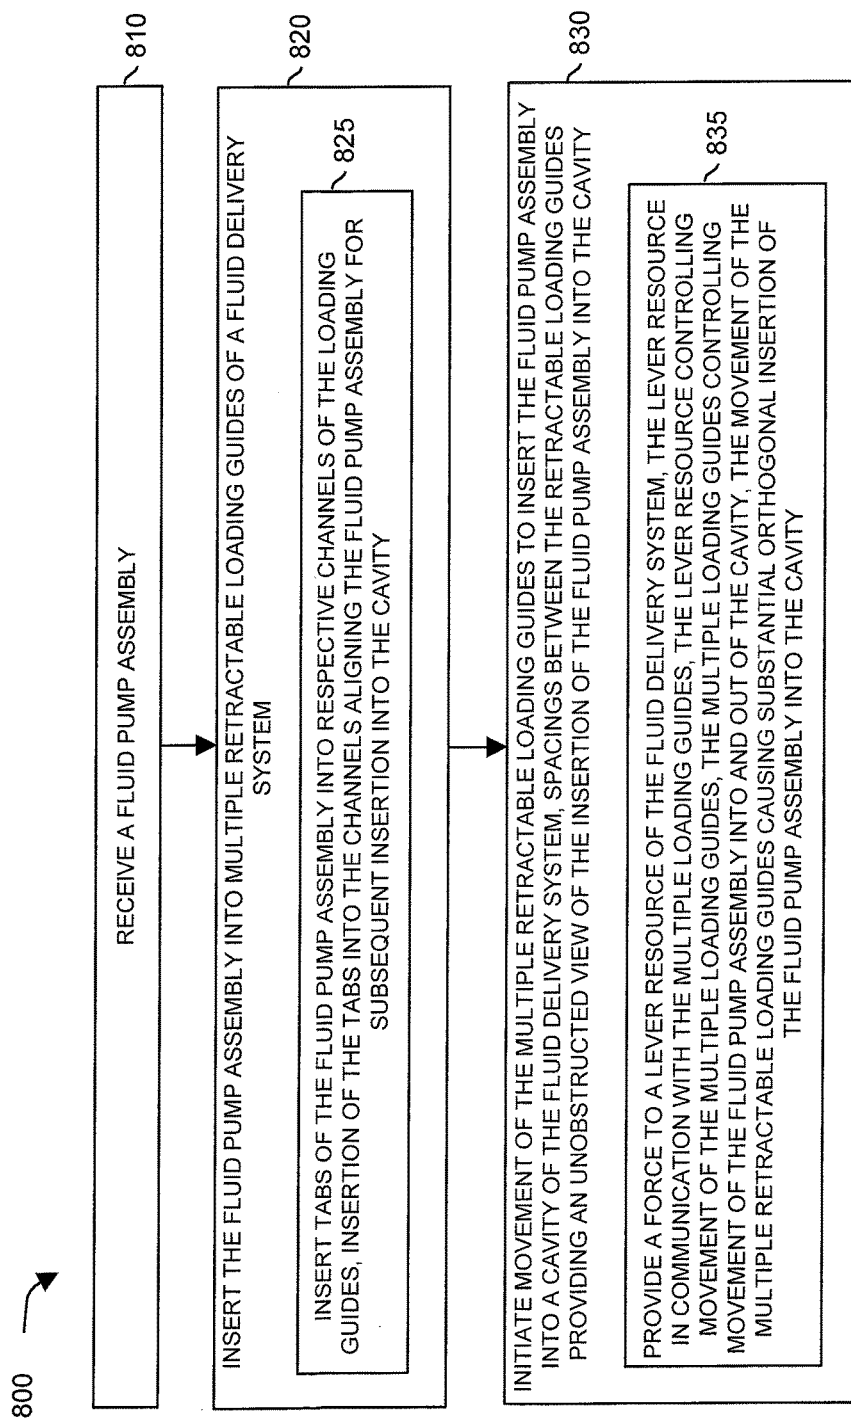 800
RECEIVE A FLUID PUMP ASSEMBLY
810
INSERT THE FLUID PUMP ASSEMBLY INTO MULTIPLE RETRACTABLE LOADING GUIDES OF A FLUID DELIVERY
SYSTEM
820
INSERT TABS OF THE FLUID PUMP ASSEMBLY INTO RESPECTIVE CHANNELS OF THE LOADING
GUIDES, INSERTION OF THE TABS INTO THE CHANNELS ALIGNING THE FLUID PUMP ASSEMBLY FOR
SUBSEQUENT INSERTION INTO THE CAVITY
825
INITIATE MOVEMENT OF THE MULTIPLE RETRACTABLE LOADING GUIDES TO INSERT THE FLUID PUMP ASSEMBLY
INTO A CAVITY OF THE FLUID DELIVERY SYSTEM, SPACINGS BETWEEN THE RETRACTABLE LOADING GUIDES
PROVIDING AN UNOBSTRUCTED VIEW OF THE INSERTION OF THE FLUID PUMP ASSEMBLY INTO THE CAVITY
830
PROVIDE A FORCE TO A LEVER RESOURCE OF THE FLUID DELIVERY SYSTEM, THE LEVER RESOURCE
IN COMMUNICATION WITH THE MULTIPLE LOADING GUIDES, THE LEVER RESOURCE CONTROLLING
MOVEMENT OF THE MULTIPLE LOADING GUIDES, THE MULTIPLE LOADING GUIDES CONTROLLING
MOVEMENT OF THE FLUID PUMP ASSEMBLY INTO AND OUT OF THE CAVITY, THE MOVEMENT OF THE
MULTIPLE RETRACTABLE LOADING GUIDES CAUSING SUBSTANTIAL ORTHOGONAL INSERTION OF
THE FLUID PUMP ASSEMBLY INTO THE CAVITY
835